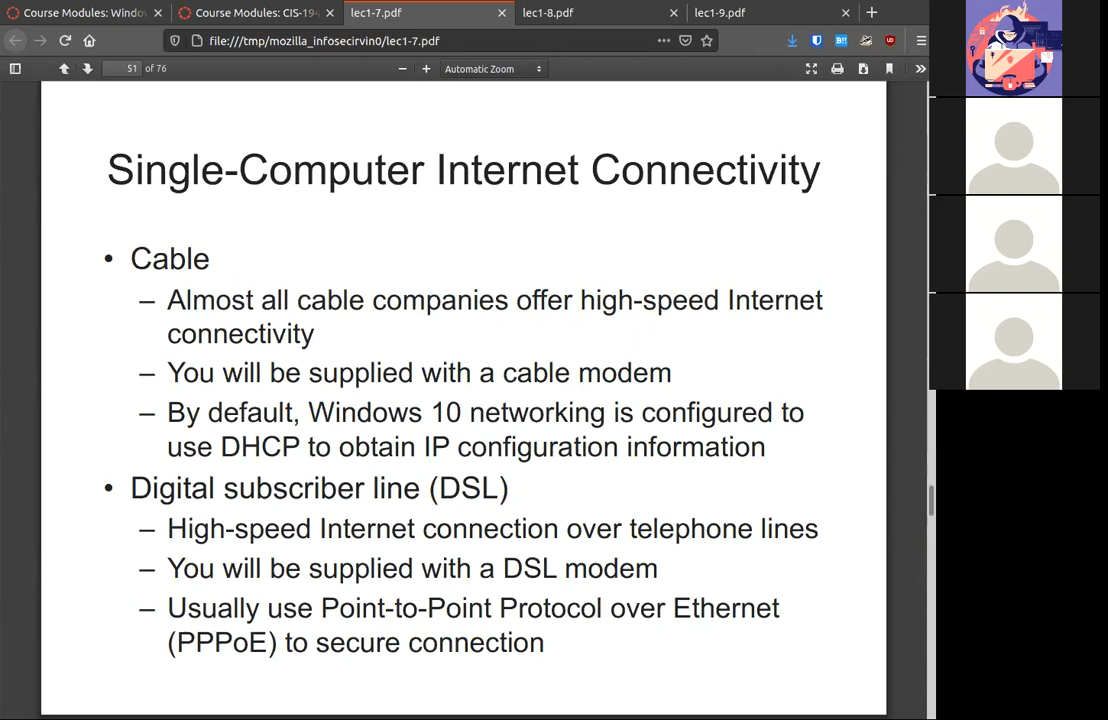 Course Modules: Windov
Course Modules: CIS-194
lec1-7.pdf
lec1-8.pdf
lec1-9.pdf
file:///tmp/mozilla_infosecirvin0/lec1-7.pdf
51 of 76
Automatic Zoom
Single-Computer Internet Connectivity
• Cable
– Almost all cable companies offer high-speed Internet
connectivity
– You will be supplied with a cable modem
– By default, Windows 10 networking is configured to
use DHCP to obtain IP configuration information
• Digital subscriber line (DSL)
– High-speed Internet connection over telephone lines
– You will be supplied with a DSL modem
– Usually use Point-to-Point Protocol over Ethernet
(PPPoE) to secure connection